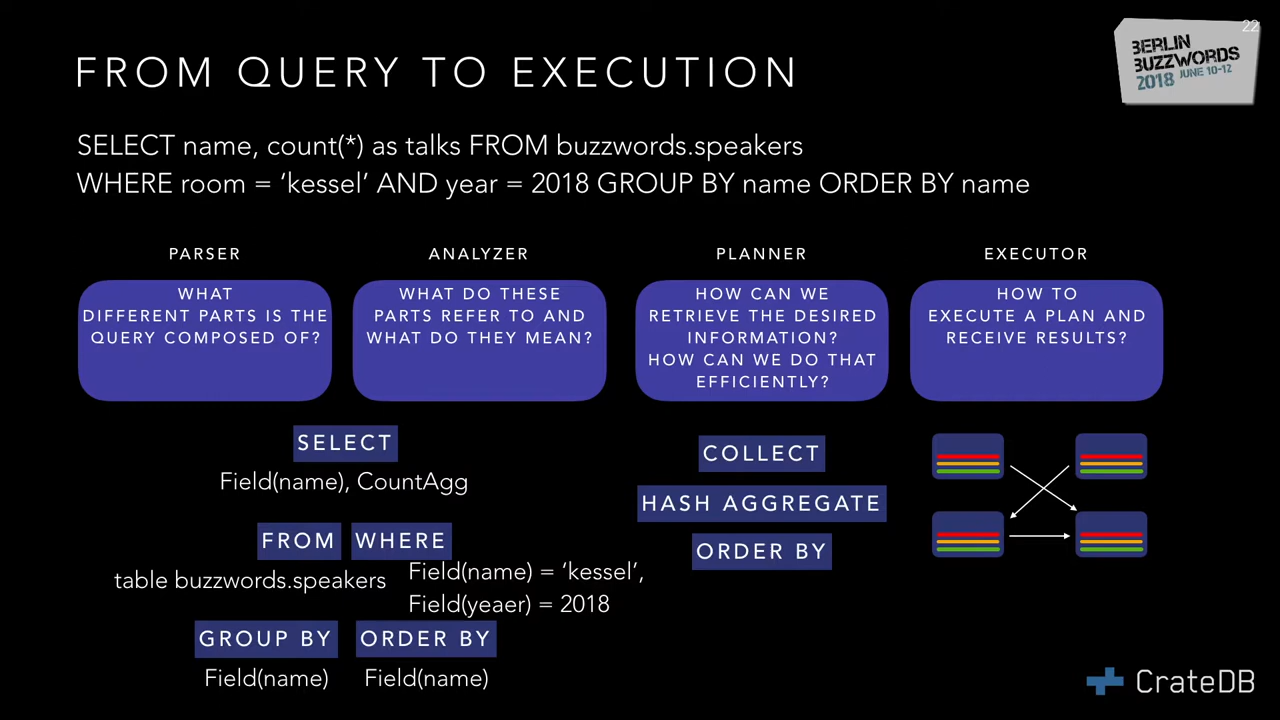 22
BERLIN
BUZZWORDS
2018 JUNE 10-12
FROM QUERY TO EXECUTION
SELECT name, count(*) as talks FROM buzzwords.speakers
WHERE room = ‘kessel’ AND year = 2018 GROUP BY name ORDER BY name
PARSER
WHAT
DIFFERENT PARTS IS THE
QUERY COMPOSED OF?
ANALYZER
WHAT DO THESE
PARTS REFER TO AND
WHAT DO THEY MEAN?
PLANNER
HOW CAN WE
RETRIEVE THE DESIRED
INFORMATION?
HOW CAN WE DO THAT
EFFICIENTLY?
EXECUTOR
HOW TO
EXECUTE A PLAN AND
RECEIVE RESULTS?
SELECT
Field(name), CountAgg
FROM
table buzzwords.speakers
WHERE
Field(name) = ‘kessel’,
Field(yeaer) = 2018
GROUP BY
Field(name)
ORDER BY
Field(name)
COLLECT
HASH AGGREGATE
ORDER BY
CrateDB